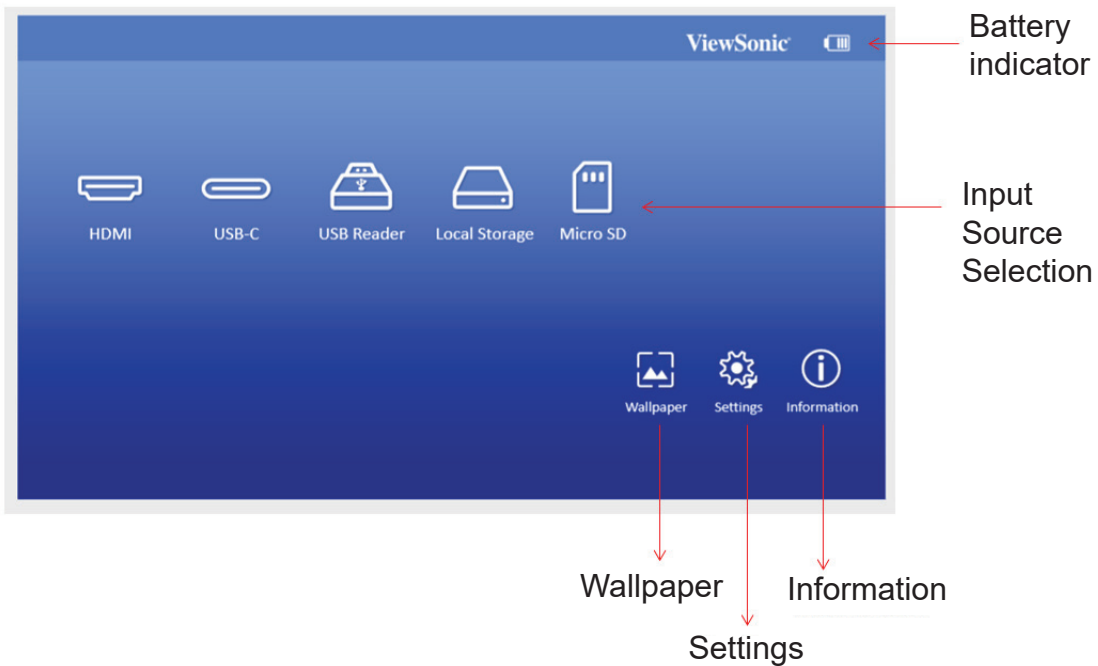 ViewSonic
Battery
indicator
HDMI
USB-C
USB Reader
Local Storage
Micro SD
Input
Source
Selection
Wallpaper
Settings
Information
Wallpaper
Information
Settings